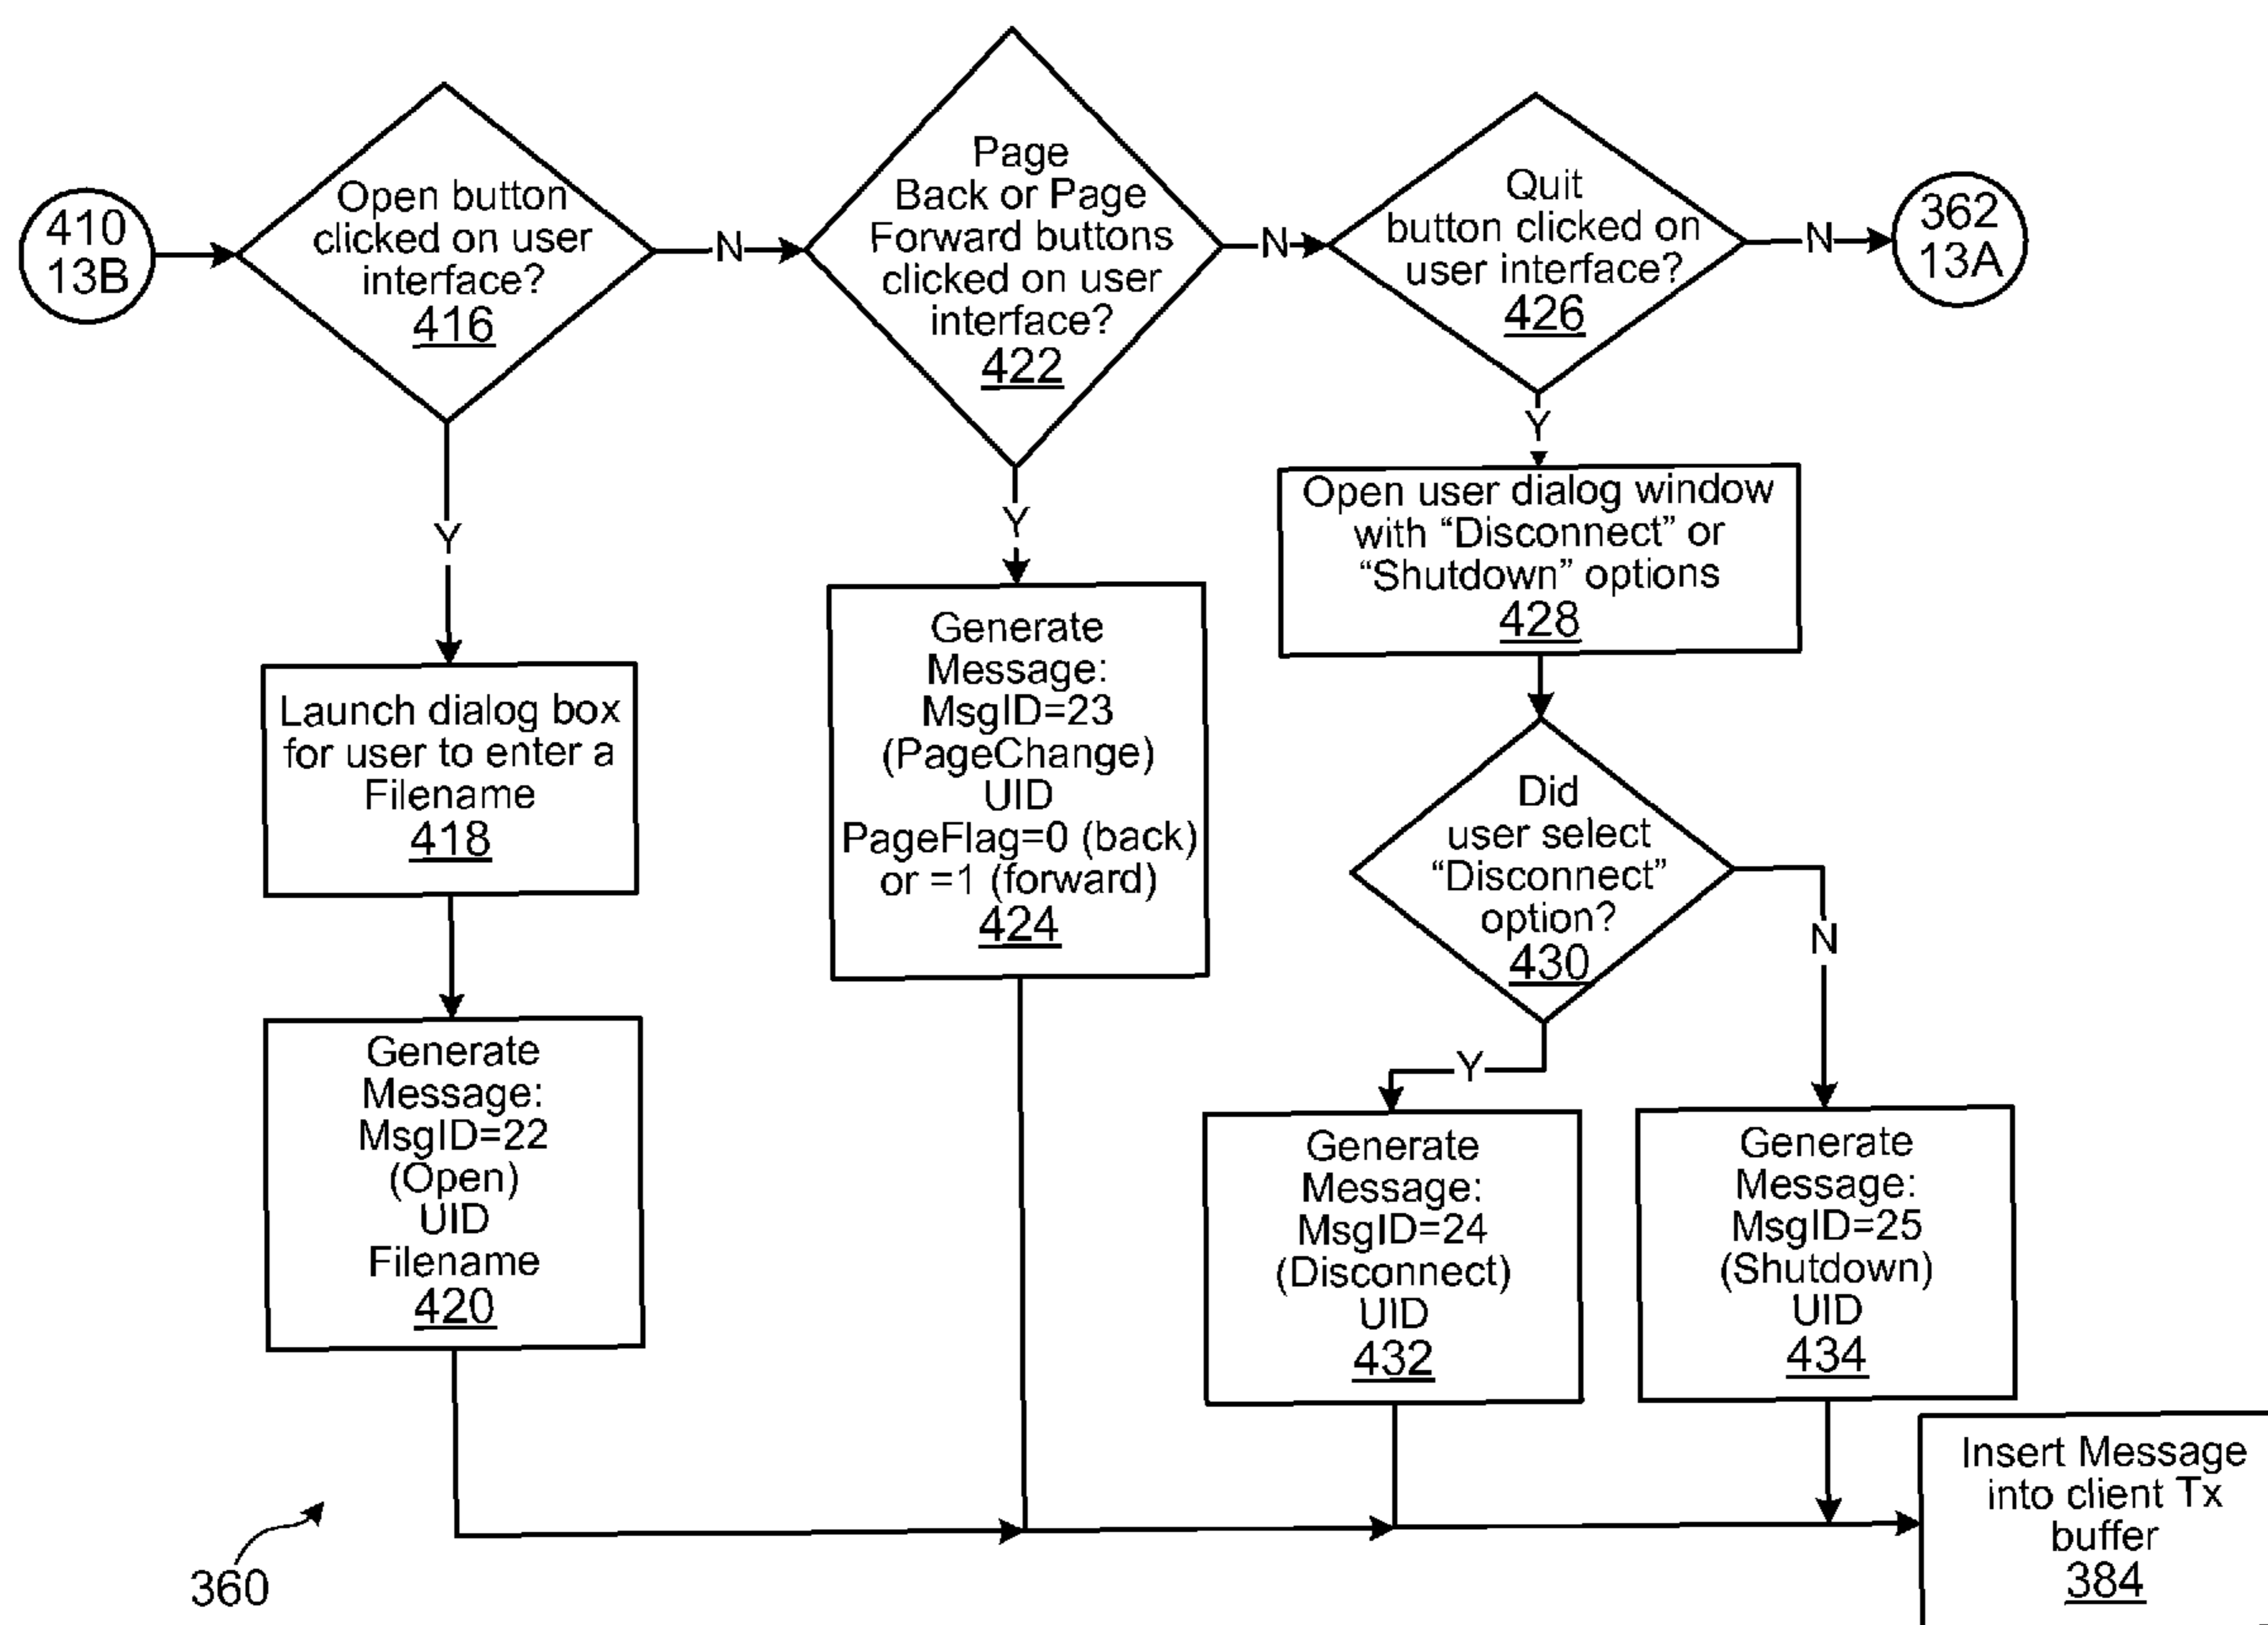 410
13B
Open button
clicked on user
interface?
416
N
Page
Back or Page
Forward buttons
clicked on user
interface?
422
N
Quit
button clicked on
user interface?
426
N
362
13A
Y
Launch dialog box
for user to enter a
Filename
418
Generate
Message:
MsgID=22
(Open)
UID
Filename
420
Y
Generate
Message:
MsgID=23
(PageChange)
UID
PageFlag=0 (back)
or =1 (forward)
424
Y
Open user dialog window
with “Disconnect” or
“Shutdown” options
428
Did
user select
“Disconnect”
option?
430
Y
N
Generate
Message:
MsgID=24
(Disconnect)
UID
432
Generate
Message:
MsgID=25
(Shutdown)
UID
434
Insert Message
into client Tx
buffer
384
360